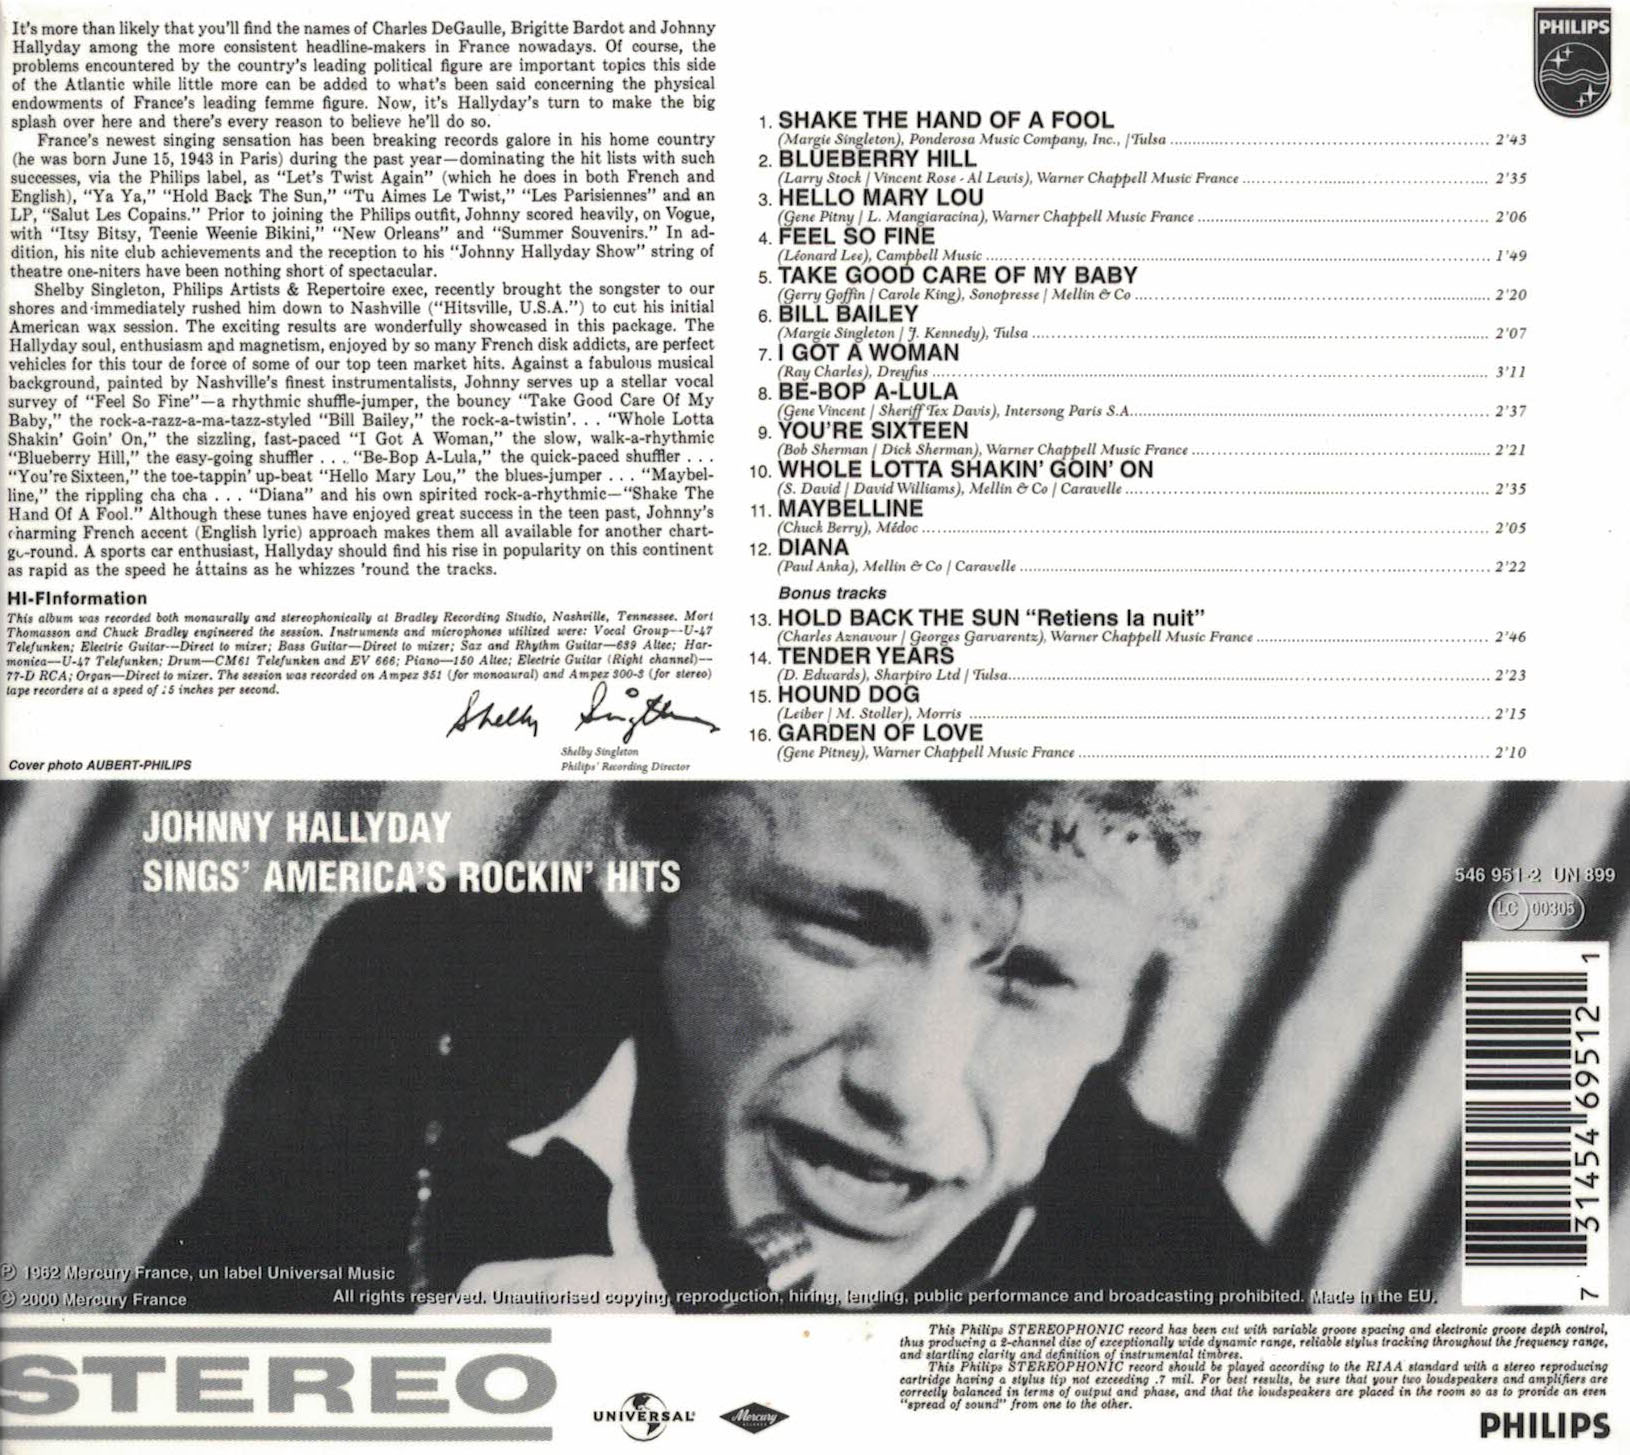 It's more than likely that you'll find the names of Charles DeGaulle, Brigitte Bardot and Johnny
Hallyday among the more consistent headline-makers in France nowadays. Of course, the
problems encountered by the country's leading political figure are important topics this side
of the Atlantic while little more can be added to what's been said concerning the physical
endowments of France's leading femme figure. Now, it's Hallyday's turn to make the big
splash over here and there's every reason to believe he'll do so.
France's newest singing sensation has been breaking records galore in his home country
(he was born June 15, 1943 in Paris) during the past year—dominating the hit lists with such
successes, via the Philips label, as "Let's Twist Again" (which he does in both French and
English), "Ya Ya," "Hold Back The Sun," "Tu Aimes Le Twist," "Les Parisiennes" and an
LP, "Salut Les Copains." Prior to joining the Philips outfit, Johnny scored heavily, on Vogue,
with "Itsy Bitsy, Teenie Weenie Bikini," "New Orleans" and "Summer Souvenirs." In ad-
dition, his nite club achievements and the reception to his "Johnny Hallyday Show" string of
theatre one-niters have been nothing short of spectacular.
Shelby Singleton, Philips Artists & Repertoire exec, recently brought the songster to our
shores and immediately rushed him down to Nashville ("Hitsville, U.S.A.") to cut his initial
American wax session. The exciting results are wonderfully showcased in this package. The
Hallyday soul, enthusiasm and magnetism, enjoyed by so many French disk addicts, are perfect
vehicles for this tour de force of some of our top teen market hits. Against a fabulous musical
background, painted by Nashville's finest instrumentalists, Johnny serves up a stellar vocal
survey of "Feel So Fine"—a rhythmic shuffle-jumper, the bouncy "Take Good Care Of My
Baby," the rock-a-razz-a-ma-tazz-styled "Bill Bailey," the rock-a-twistin'. . . "Whole Lotta
Shakin' Goin' On," the sizzling, fast-paced "I Got A Woman," the slow, walk-a-rhythmic
"Blueberry Hill," the easy-going shuffler . . . "Be-Bop A-Lula," the quick-paced shuffler . . .
"You're Sixteen," the toe-tappin' up-beat "Hello Mary Lou," the blues-jumper . . . "Maybel-
line," the rippling cha cha . . . "Diana" and his own spirited rock-a-rhythmic—"Shake The
Hand Of A Fool." Although these tunes have enjoyed great success in the teen past, Johnny's
charming French accent (English lyric) approach makes them all available for another chart-
go-round. A sports car enthusiast, Hallyday should find his rise in popularity on this continent
as rapid as the speed he attains as he whizzes 'round the tracks.
HI-FInformation
This album was recorded both monaurally and stereophonically at Bradley Recording Studio, Nashville, Tennessee. Mort
Thomasson and Chuck Bradley engineered the session. Instruments and microphones utilized were: Vocal Group--U-47
Telefunken; Electric Guitar--Direct to mixer; Bass Guitar—Direct to mixer; Sax and Rhythm Guitar—639 Altec; Har-
monica—U-47 Telefunken; Drum—CM61 Telefunken and EV 666; Piano—150 Altec; Electric Guitar (Right channel)--
77-D RCA; Organ—Direct to mixer. The session was recorded on Ampex 351 (for monoaural) and Ampex 300-3 (for stereo)
tape recorders at a speed of 15 inches per second.
Shelby Singleton
Shelby Singleton
Philips' Recording Director
Cover photo AUBERT-PHILIPS
PHILIPS
1. SHAKE THE HAND OF A FOOL
(Margie Singleton), Ponderosa Music Company, Inc., | Tulsa 2'43
2. BLUEBERRY HILL
(Larry Stock | Vincent Rose - Al Lewis), Warner Chappell Music France 2'35
3. HELLO MARY LOU
(Gene Pitny | L. Mangiaracina), Warner Chappell Music France 2'06
4. FEEL SO FINE
(Léonard Lee), Campbell Music 1'49
5. TAKE GOOD CARE OF MY BABY
(Gerry Goffin | Carole King), Sonopresse | Mellin & Co 2'20
6. BILL BAILEY
(Margie Singleton | J. Kennedy), Tulsa 2'07
7. I GOT A WOMAN
(Ray Charles), Dreyfus 3'11
8. BE-BOP A-LULA
(Gene Vincent | Sheriff Tex Davis), Intersong Paris S.A. 2'37
9. YOU'RE SIXTEEN
(Bob Sherman | Dick Sherman), Warner Chappell Music France 2'21
10. WHOLE LOTTA SHAKIN' GOIN' ON
(S. David | David Williams), Mellin & Co | Caravelle 2'35
11. MAYBELLINE
(Chuck Berry), Médoc 2'05
12. DIANA
(Paul Anka), Mellin & Co | Caravelle 2'22
Bonus tracks
13. HOLD BACK THE SUN "Retiens la nuit"
(Charles Aznavour | Georges Garvarentz), Warner Chappell Music France 2'46
14. TENDER YEARS
(D. Edwards), Sharpiro Ltd | Tulsa 2'23
15. HOUND DOG
(Leiber | M. Stoller), Morris 2'15
16. GARDEN OF LOVE
(Gene Pitney), Warner Chappell Music France 2'10
JOHNNY HALLYDAY
SINGS' AMERICA'S ROCKIN' HITS
546 951-2 UN 899
LC 00305
7 31454 69512 1
℗ 1962 Mercury France, un label Universal Music
© 2000 Mercury France
All rights reserved. Unauthorised copying, reproduction, hiring, lending, public performance and broadcasting prohibited. Made in the EU.
STEREO
UNIVERSAL
Mercury
This Philips STEREOPHONIC record has been cut with variable groove spacing and electronic groove depth control,
thus producing a 2-channel disc of exceptionally wide dynamic range, reliable stylus tracking throughout the frequency range,
and startling clarity and definition of instrumental timbres.
This Philips STEREOPHONIC record should be played according to the RIAA standard with a stereo reproducing
cartridge having a stylus tip not exceeding .7 mil. For best results, be sure that your two loudspeakers and amplifiers are
correctly balanced in terms of output and phase, and that the loudspeakers are placed in the room so as to provide an even
"spread of sound" from one to the other.
PHILIPS